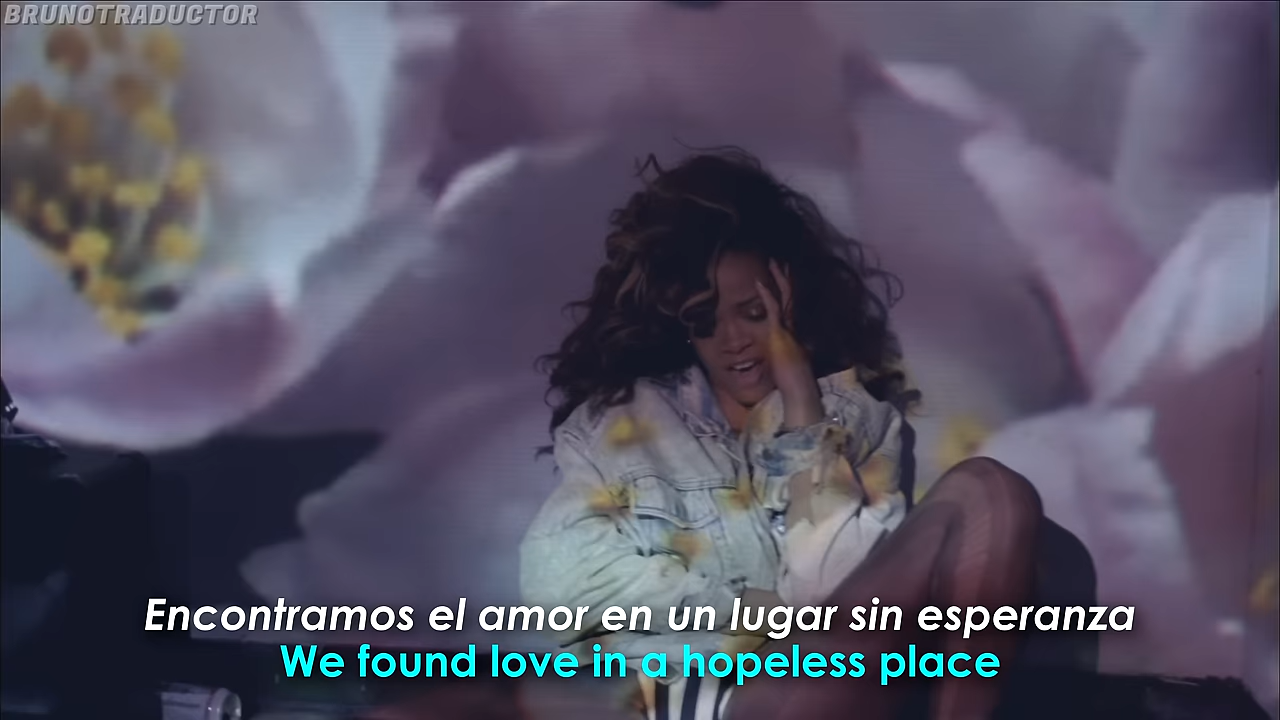 BRUNOTRADUCTOR
Encontramos el amor en un lugar sin esperanza
We found love in a hopeless place